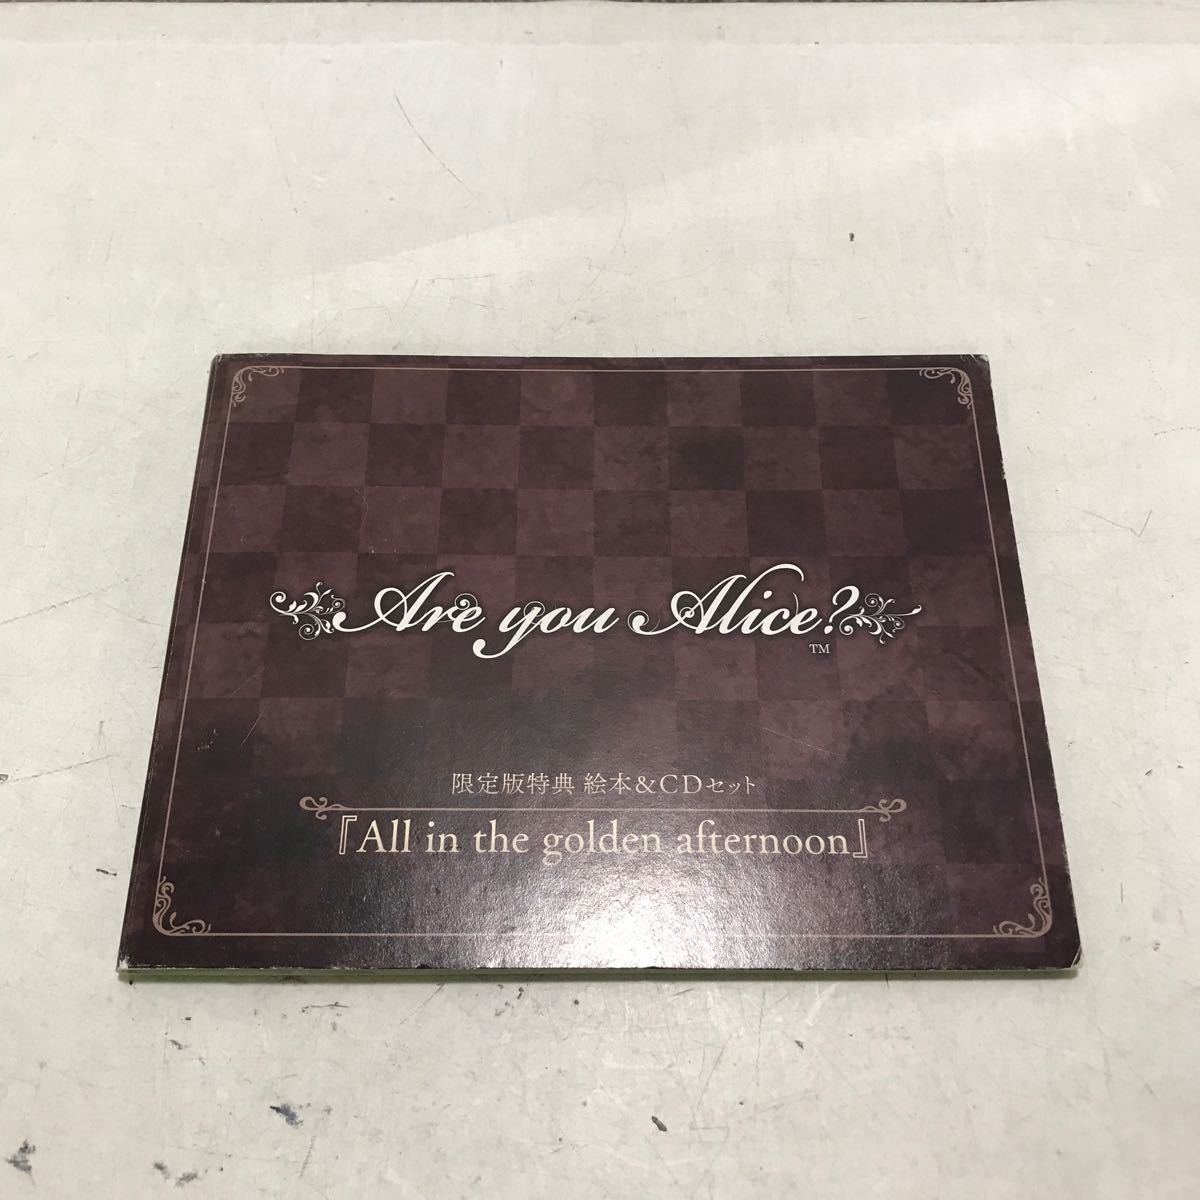 Are you Alice?
TM
限定版特典 絵本&CDセット
『All in the golden afternoon』